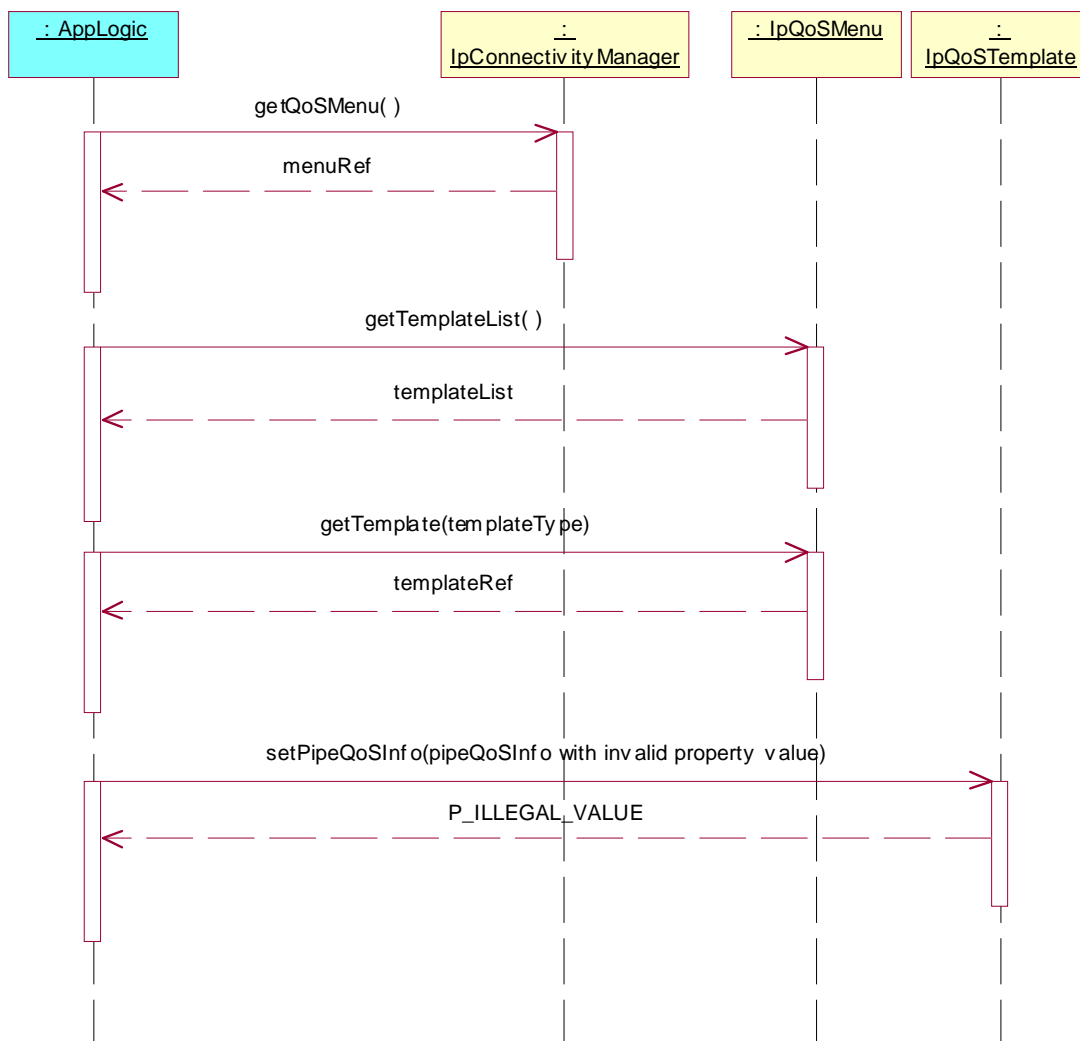 : AppLogic
:
IpConnectivityManager
: IpQoSMenu
:
IpQoSTemplate
getQoSMenu( )
menuRef
getTemplateList( )
templateList
getTemplate(templateType)
templateRef
setPipeQoSInfo(pipeQoSInfo with invalid property value)
P_ILLEGAL_VALUE